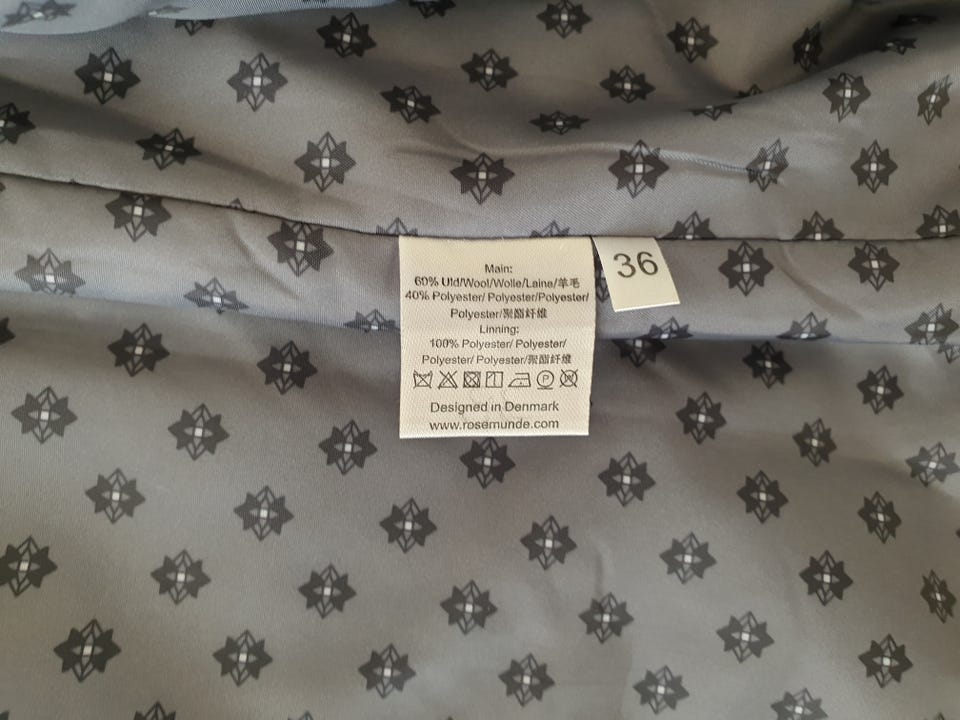 Main:
60% Uld/Wool/Wolle/Laine/羊毛
40% Polyester/ Polyester/Polyester/
Polyester/聚酯纤维
Linning:
100% Polyester/ Polyester/
Polyester/ Polyester/聚酯纤维
P
Designed in Denmark
www.rosemunde.com
36